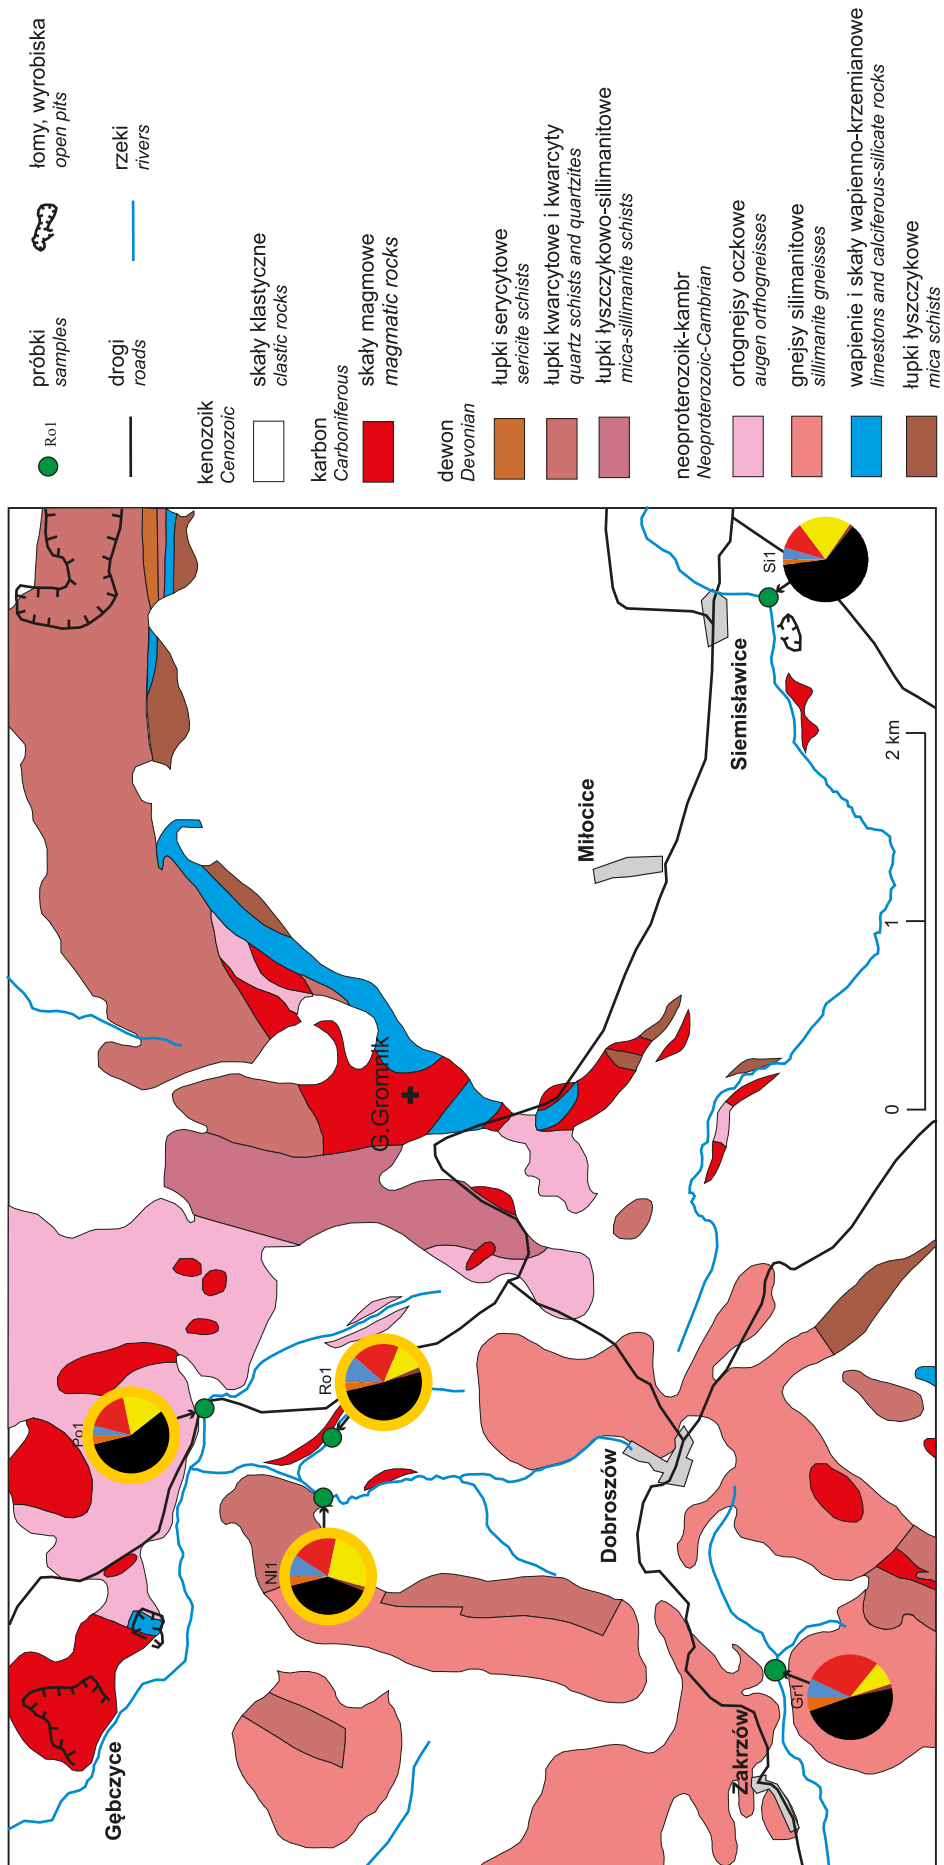 próbki
samples
Ro1
łomy, wyrobiska
open pits
drogi
roads
rzeki
rivers
kenozoik
Cenozoic
skały klastyczne
clastic rocks
karbon
Carboniferous
skały magmowe
magmatic rocks
dewon
Devonian
łupki serycytowe
sericite schists
łupki kwarcytowe i kwarcyty
quartz schists and quartzites
łupki łyszczykowo-sillimanitowe
mica-sillimanite schists
neoproterozoik-kambr
Neoproterozoic-Cambrian
ortognejsy oczkowe
augen orthogneisses
gnejsy silimanitowe
sillimanite gneisses
wapienie i skały wapienno-krzemianowe
limestons and calciferous-silicate rocks
łupki łyszczykowe
mica schists
Gębczyce
Po1
Ro1
Nl1
G.Gromnik
Dobroszów
Miłocice
Siemisławice
Si1
Zakrzów
Gr1
0
1
2 km